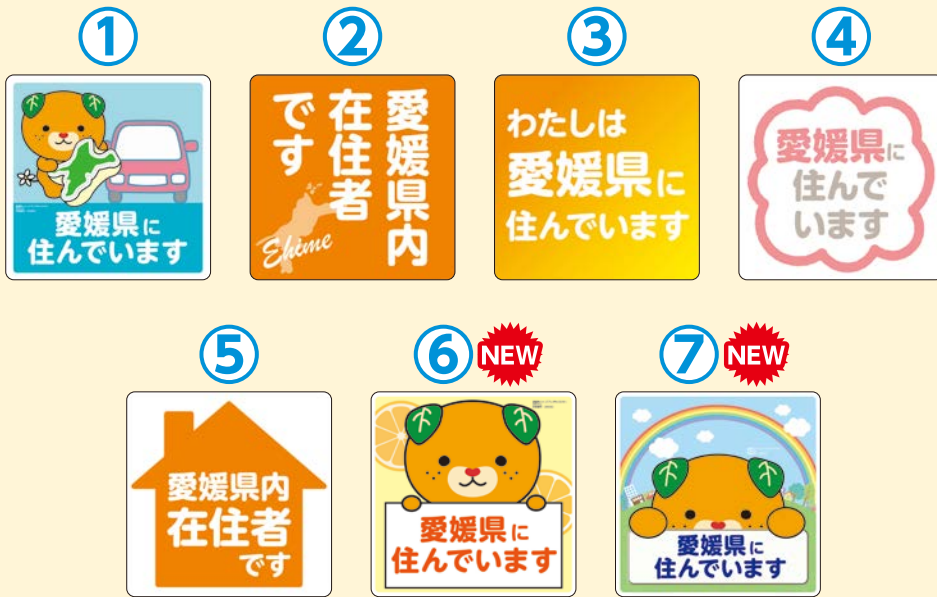 ①
②
③
④
愛媛県に
住んでいます
愛媛県内
在住者
です
Ehime
わたしは
愛媛県に
住んでいます
愛媛県に
住んで
います
⑤
⑥
NEW
⑦
NEW
愛媛県内
在住者
です
愛媛県に
住んでいます
愛媛県に
住んでいます